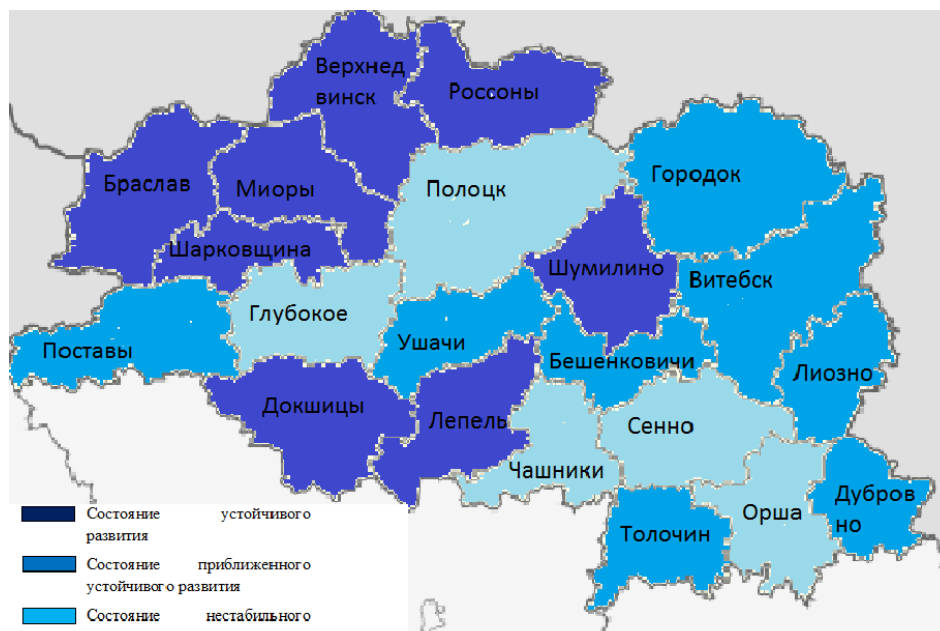 Верхнед
винск
Россоны
Браслав
Миоры
Полоцк
Городок
Шарковщина
Шумилино
Витебск
Глубокое
Ушачи
Поставы
Бешенковичи
Лиозно
Докшицы
Лепель
Сенно
Чашники
Орша
Дубров
но
Толочин
Состояние устойчивого
развития
Состояние приближенного
устойчивого развития
Состояние нестабильного